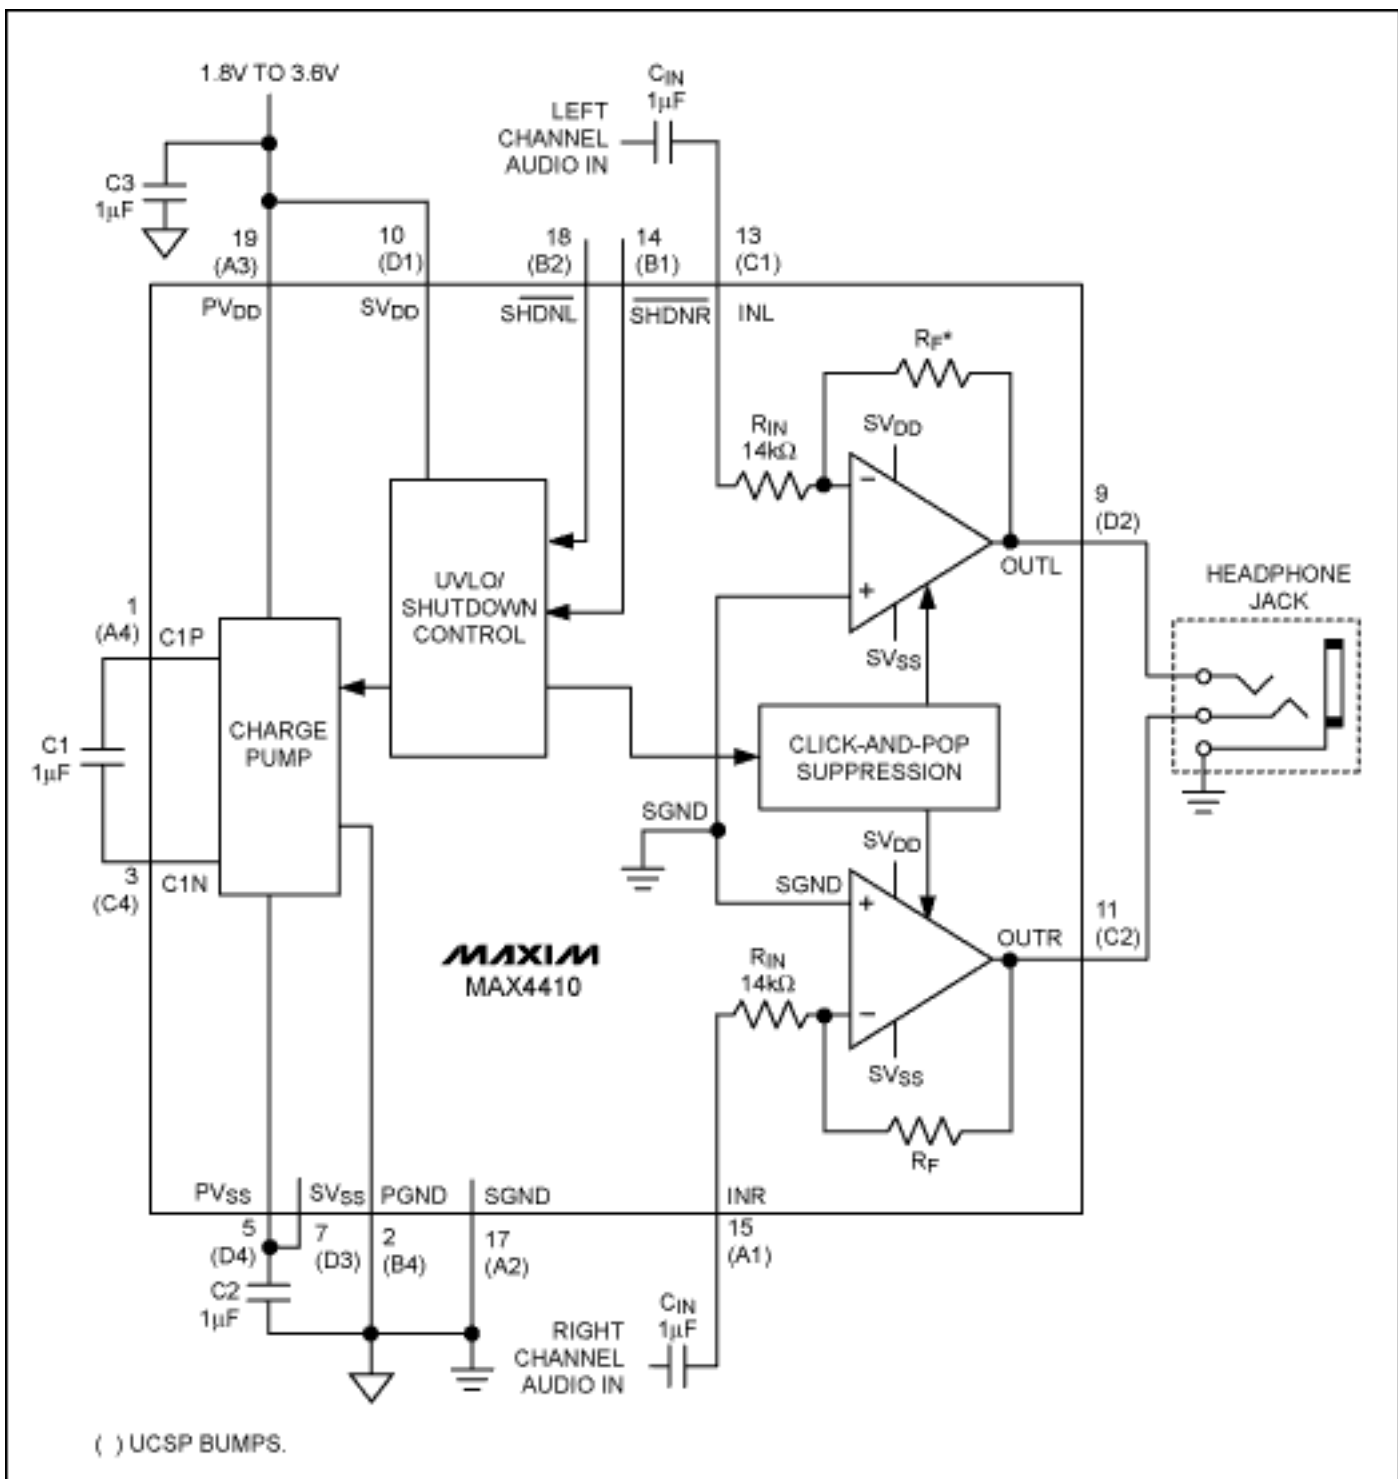 1.8V TO 3.6V
C3
1µF
LEFT
CHANNEL
AUDIO IN
CIN
1µF
19
(A3)
10
(D1)
18
(B2)
14
(B1)
13
(C1)
PVDD
SVDD
SHDNL
SHDNR
INL
RF*
RIN
14kΩ
SVDD
−
+
SVSS
OUTL
9
(D2)
HEADPHONE
JACK
UVLO/
SHUTDOWN
CONTROL
1
(A4)
C1P
C1
1µF
CHARGE
PUMP
3
(C4)
C1N
CLICK-AND-POP
SUPPRESSION
SGND
SVDD
SGND
+
−
OUTR
11
(C2)
MAXIM
MAX4410
RIN
14kΩ
SVSS
RF
PVSS
SVSS
PGND
SGND
INR
5
(D4)
7
(D3)
2
(B4)
17
(A2)
15
(A1)
C2
1µF
RIGHT
CHANNEL
AUDIO IN
CIN
1µF
( ) UCSP BUMPS.